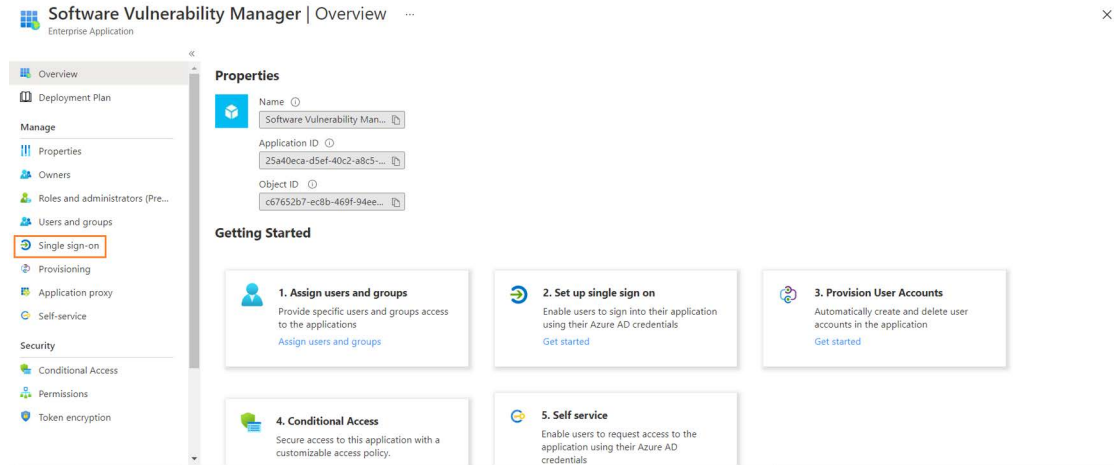 Software Vulnerability Manager | Overview ...
Enterprise Application
«
Overview
Deployment Plan
Manage
Properties
Owners
Roles and administrators (Pre...
Users and groups
Single sign-on
Provisioning
Application proxy
Self-service
Security
Conditional Access
Permissions
Token encryption
Properties
Name
Software Vulnerability Man...
Application ID
25a40eca-d5ef-40c2-a8c5-...
Object ID
c67652b7-ec8b-469f-94ee...
Getting Started
1. Assign users and groups
Provide specific users and groups access
to the applications
Assign users and groups
2. Set up single sign on
Enable users to sign into their application
using their Azure AD credentials
Get started
3. Provision User Accounts
Automatically create and delete user
accounts in the application
Get started
4. Conditional Access
Secure access to this application with a
customizable access policy.
5. Self service
Enable users to request access to the
application using their Azure AD
credentials